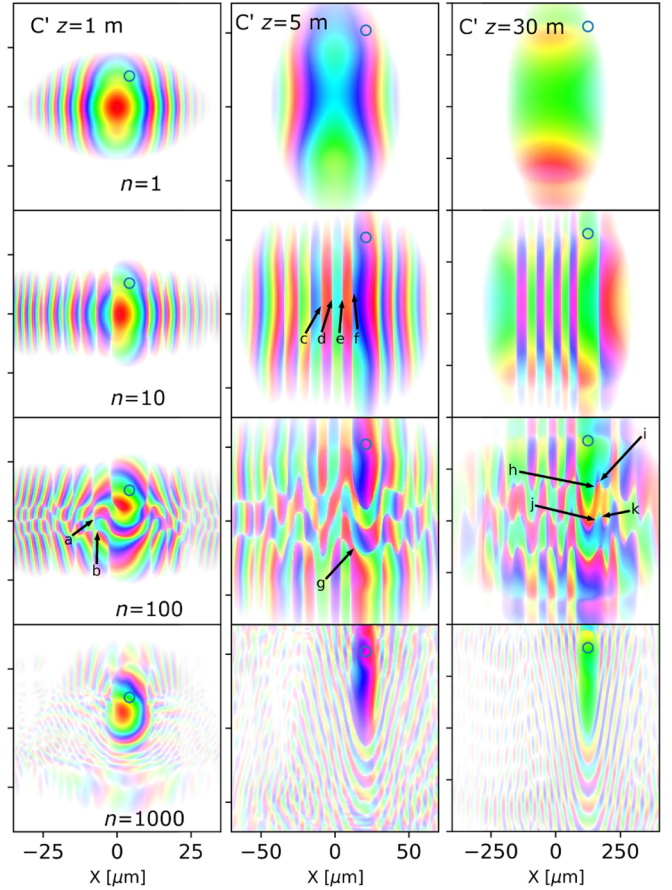 C' z=1 m
C' z=5 m
C' z=30 m
n=1
c d e f
n=10
h i
j k
a
b
g
n=100
n=1000
−25 0 25
−50 0 50
−250 0 250
X [μm]
X [μm]
X [μm]